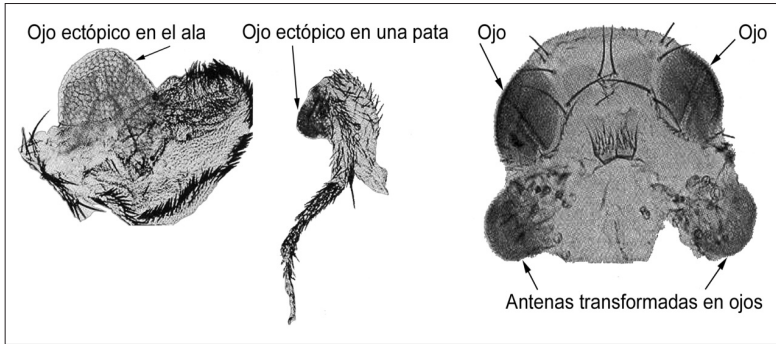 Ojo ectópico en el ala
Ojo ectópico en una pata
Ojo
Ojo
Antenas transformadas en ojos